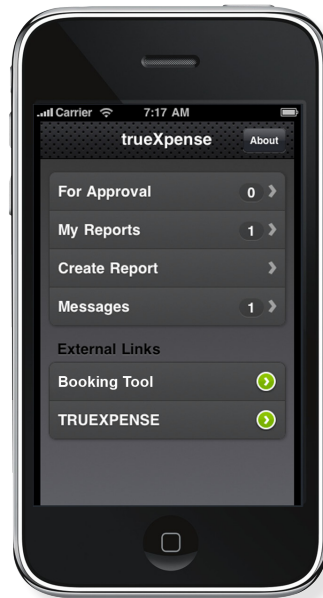 Carrier 7:17 AM
trueXpense About
For Approval 0
My Reports 1
Create Report
Messages 1
External Links
Booking Tool
TRUEXPENSE